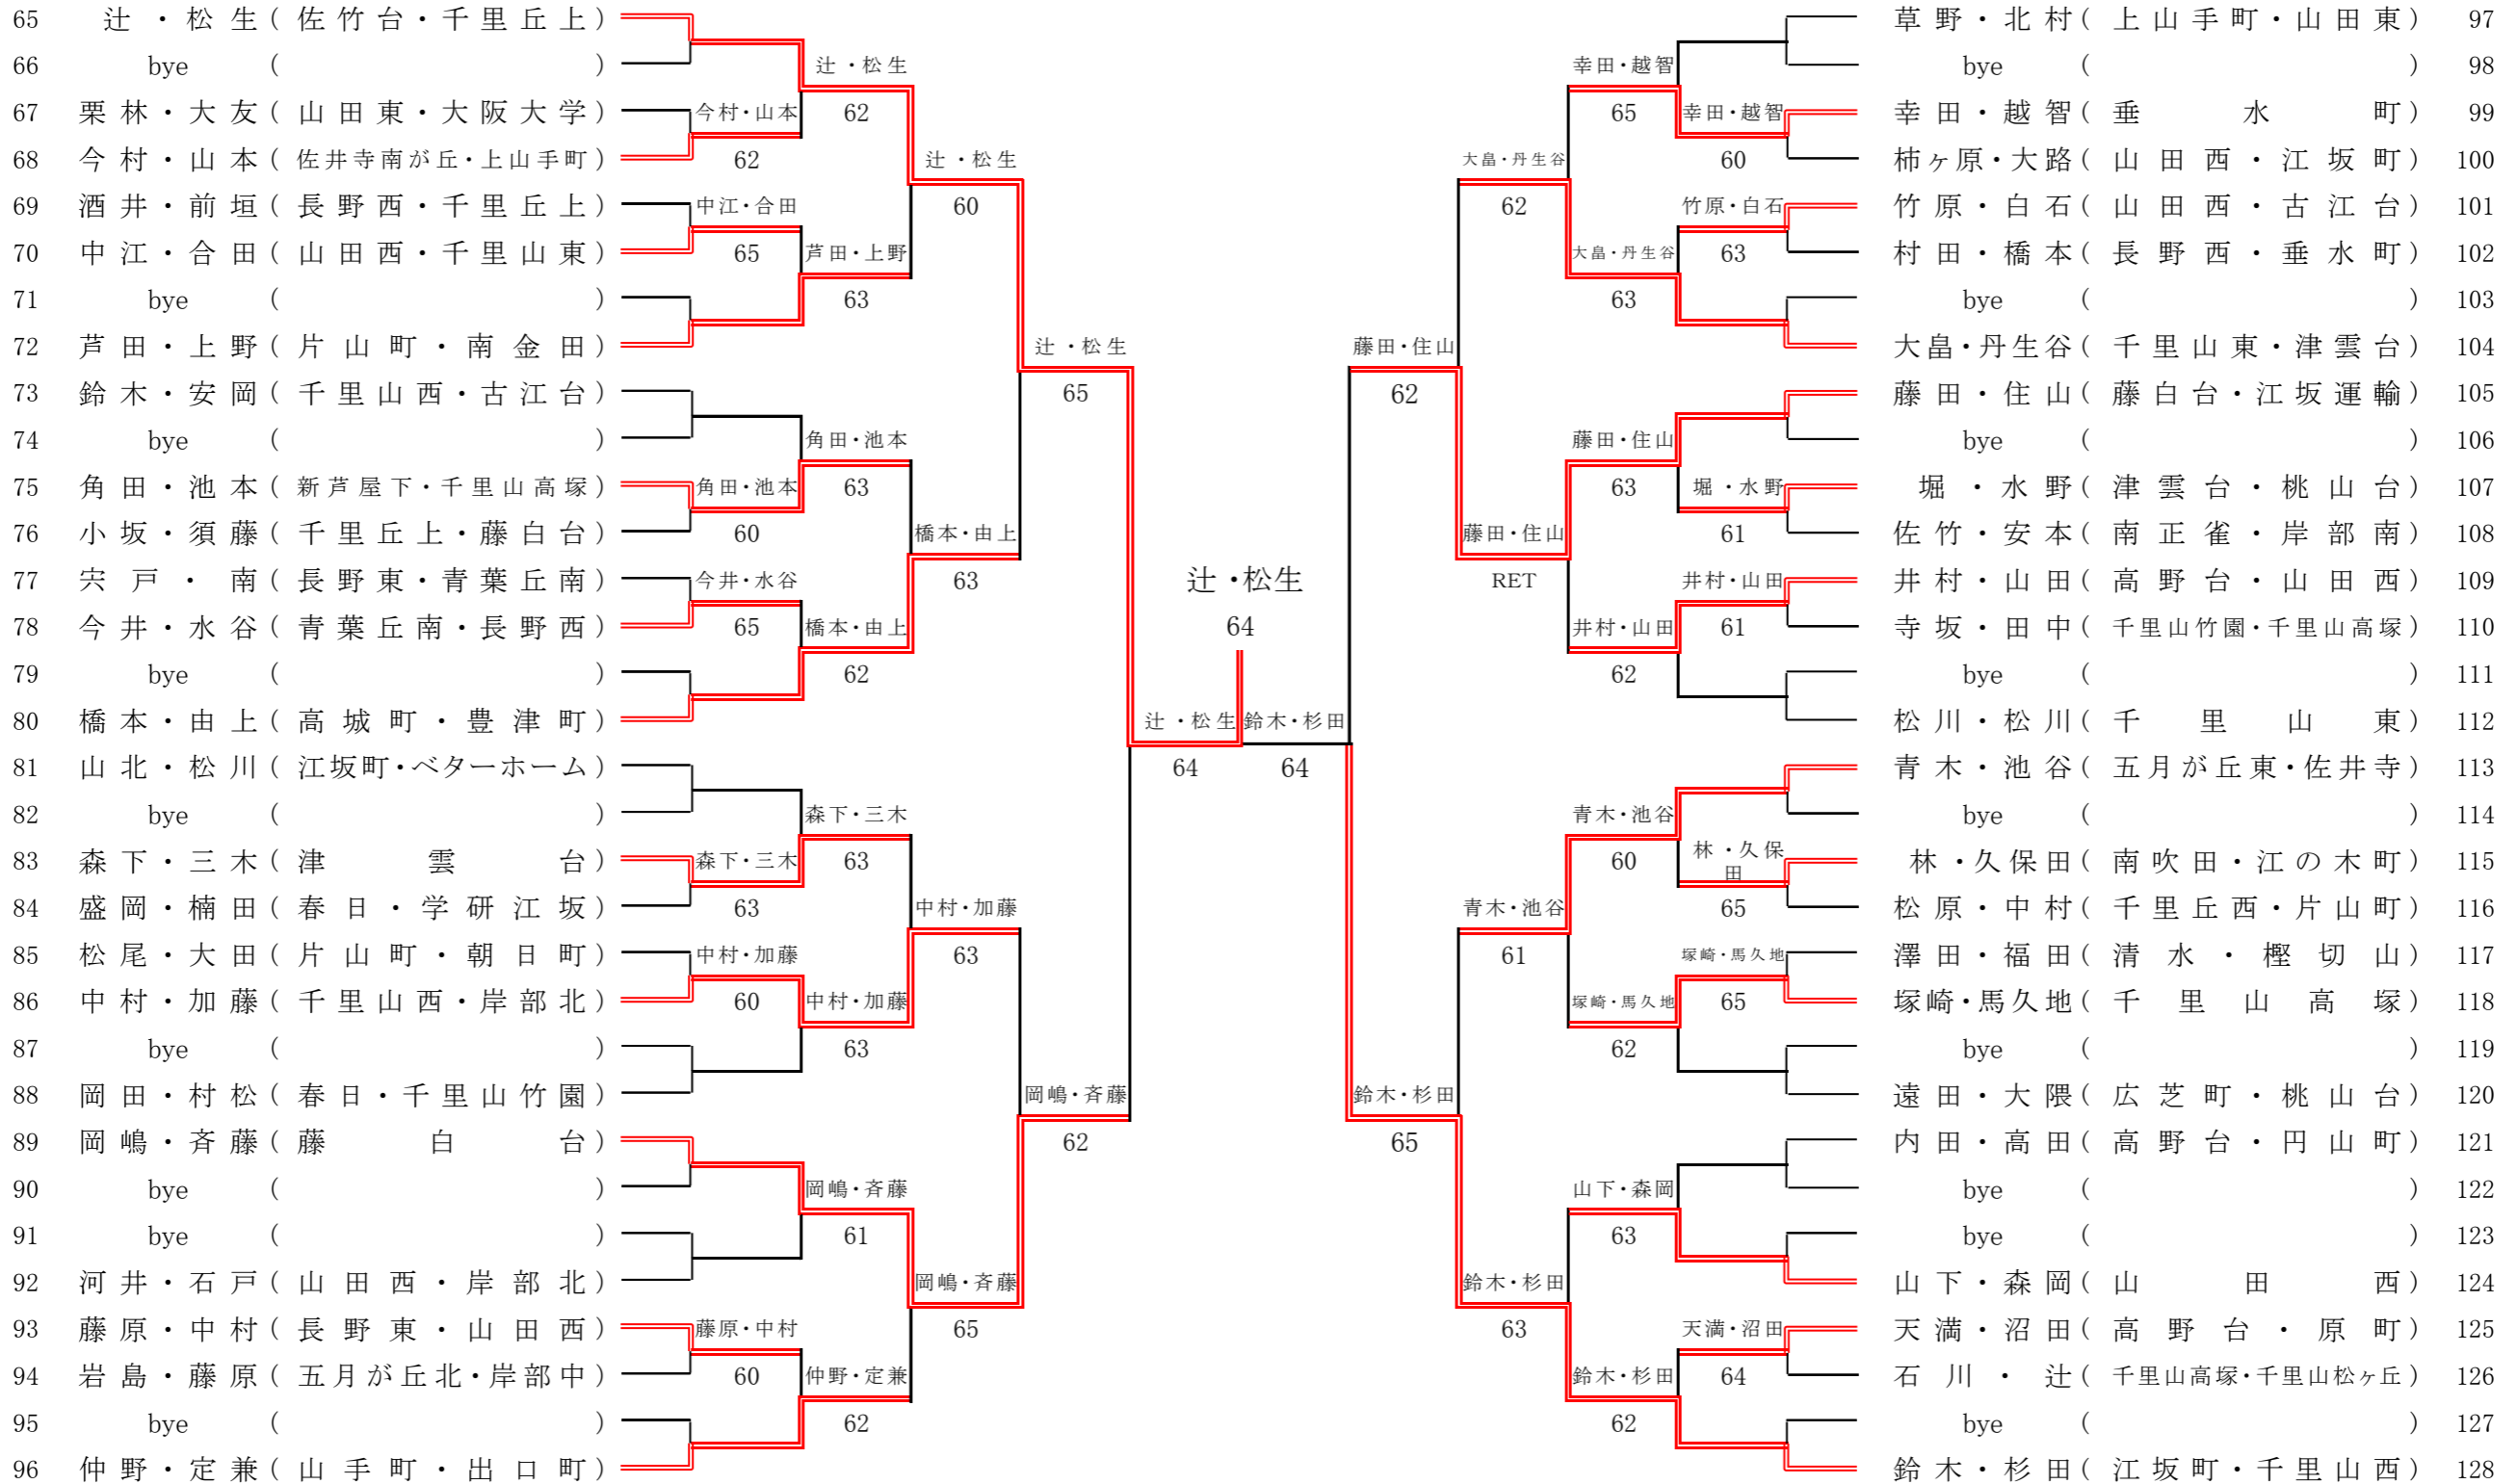 65 辻・松生(佐竹台・千里丘上)
66 bye ( )
67 栗林・大友(山田東・大阪大学)
68 今村・山本(佐井寺南が丘・上山手町)
69 酒井・前垣(長野西・千里丘上)
70 中江・合田(山田西・千里山東)
71 bye ( )
72 芦田・上野(片山町・南金田)
73 鈴木・安岡(千里山西・古江台)
74 bye ( )
75 角田・池本(新芦屋下・千里山高塚)
76 小坂・須藤(千里丘上・藤白台)
77 宍戸・南(長野東・青葉丘南)
78 今井・水谷(青葉丘南・長野西)
79 bye ( )
80 橋本・由上(高城町・豊津町)
81 山北・松川(江坂町・ベターホーム)
82 bye ( )
83 森下・三木(津雲台)
84 盛岡・楠田(春日・学研江坂)
85 松尾・大田(片山町・朝日町)
86 中村・加藤(千里山西・岸部北)
87 bye ( )
88 岡田・村松(春日・千里山竹園)
89 岡嶋・斉藤(藤白台)
90 bye ( )
91 bye ( )
92 河井・石戸(山田西・岸部北)
93 藤原・中村(長野東・山田西)
94 岩島・藤原(五月が丘北・岸部中)
95 bye ( )
96 仲野・定兼(山手町・出口町)
今村・山本
62
中江・合田
65
角田・池本
60
今井・水谷
65
森下・三木
63
中村・加藤
60
藤原・中村
60
辻・松生
62
芦田・上野
63
角田・池本
63
橋本・由上
62
森下・三木
63
中村・加藤
63
岡嶋・斉藤
61
仲野・定兼
62
辻・松生
60
橋本・由上
63
中村・加藤
63
岡嶋・斉藤
65
辻・松生
65
岡嶋・斉藤
62
辻・松生
64
辻・松生
64
鈴木・杉田
64
藤田・住山
62
鈴木・杉田
65
大畠・丹生谷
62
藤田・住山
RET
青木・池谷
61
鈴木・杉田
63
幸田・越智
65
大畠・丹生谷
63
藤田・住山
63
井村・山田
62
青木・池谷
60
塚崎・馬久地
62
山下・森岡
63
鈴木・杉田
62
幸田・越智
60
竹原・白石
63
堀・水野
61
井村・山田
61
林・久保
田
65
塚崎・馬久地
65
天満・沼田
64
草野・北村(上山手町・山田東) 97
bye ( ) 98
幸田・越智(垂水町) 99
柿ヶ原・大路(山田西・江坂町) 100
竹原・白石(山田西・古江台) 101
村田・橋本(長野西・垂水町) 102
bye ( ) 103
大畠・丹生谷(千里山東・津雲台) 104
藤田・住山(藤白台・江坂運輸) 105
bye ( ) 106
堀・水野(津雲台・桃山台) 107
佐竹・安本(南正雀・岸部南) 108
井村・山田(高野台・山田西) 109
寺坂・田中(千里山竹園・千里山高塚) 110
bye ( ) 111
松川・松川(千里山東) 112
青木・池谷(五月が丘東・佐井寺) 113
bye ( ) 114
林・久保田(南吹田・江の木町) 115
松原・中村(千里丘西・片山町) 116
澤田・福田(清水・樫切山) 117
塚崎・馬久地(千里山高塚) 118
bye ( ) 119
遠田・大隈(広芝町・桃山台) 120
内田・高田(高野台・円山町) 121
bye ( ) 122
bye ( ) 123
山下・森岡(山田西) 124
天満・沼田(高野台・原町) 125
石川・辻(千里山高塚・千里山松ヶ丘) 126
bye ( ) 127
鈴木・杉田(江坂町・千里山西) 128